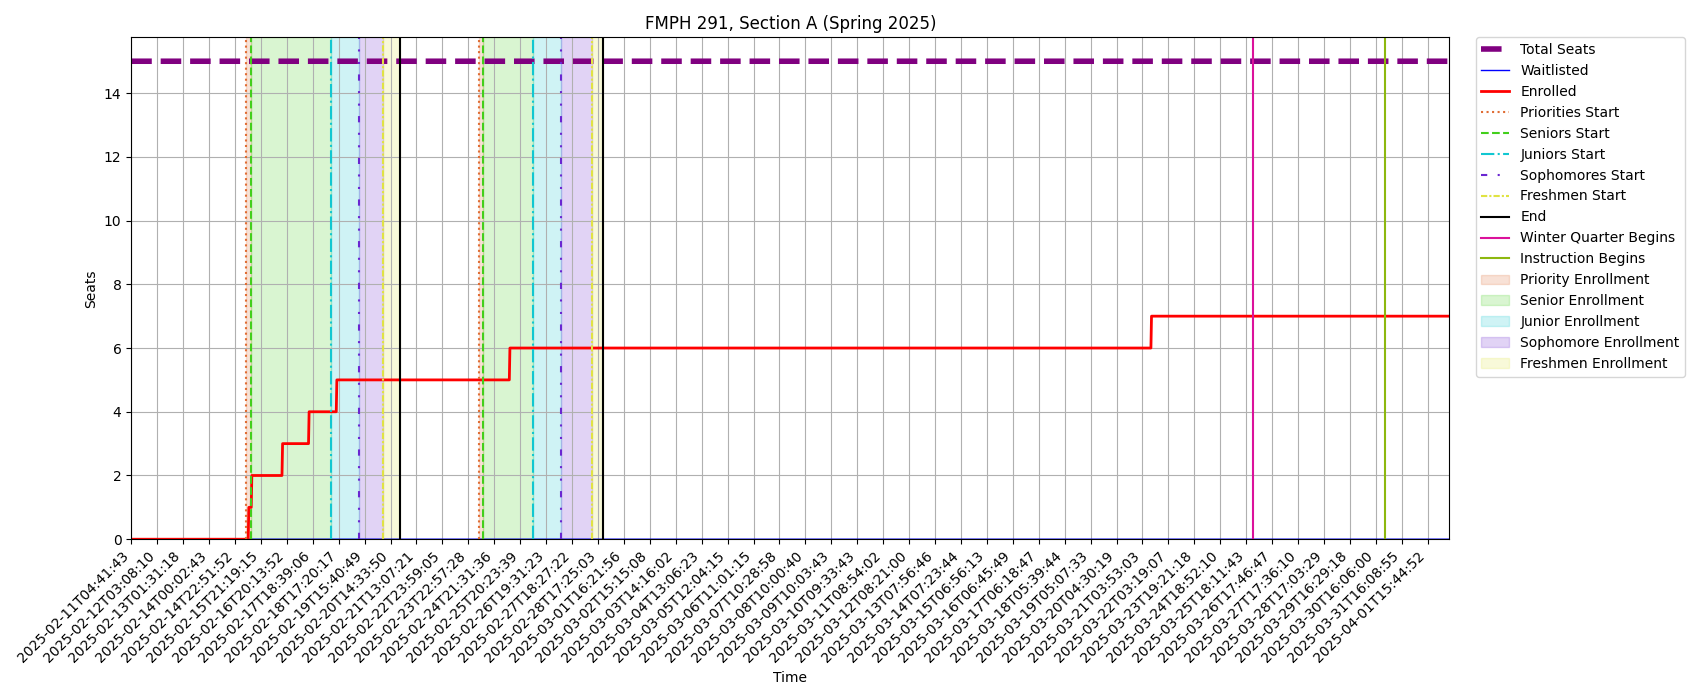 FMPH 291, Section A (Spring 2025)
Seats
14
12
10
8
6
4
2
0
2025-02-11T04:41:43
2025-02-12T03:08:10
2025-02-13T01:31:18
2025-02-14T00:02:43
2025-02-14T22:51:52
2025-02-15T21:19:15
2025-02-16T20:13:52
2025-02-17T18:39:06
2025-02-18T17:20:17
2025-02-19T15:40:49
2025-02-20T14:33:50
2025-02-21T13:07:21
2025-02-22T23:59:05
2025-02-23T22:57:28
2025-02-24T21:31:36
2025-02-25T20:23:39
2025-02-26T19:31:23
2025-02-27T18:27:22
2025-02-28T17:25:03
2025-03-01T16:21:56
2025-03-02T15:15:08
2025-03-03T14:16:02
2025-03-04T13:06:23
2025-03-05T12:04:15
2025-03-06T11:01:15
2025-03-07T10:28:58
2025-03-08T10:00:40
2025-03-09T10:03:43
2025-03-10T09:33:43
2025-03-11T08:54:02
2025-03-12T08:21:00
2025-03-13T07:56:46
2025-03-14T07:23:44
2025-03-15T06:56:13
2025-03-16T06:45:49
2025-03-17T06:18:47
2025-03-18T05:39:44
2025-03-19T05:07:33
2025-03-20T04:30:19
2025-03-21T03:53:03
2025-03-22T03:19:07
2025-03-23T19:21:18
2025-03-24T18:52:10
2025-03-25T18:11:43
2025-03-26T17:46:47
2025-03-27T17:36:10
2025-03-28T17:03:29
2025-03-29T16:29:18
2025-03-30T16:06:00
2025-03-31T16:08:55
2025-04-01T15:44:52
Time
Total Seats
Waitlisted
Enrolled
Priorities Start
Seniors Start
Juniors Start
Sophomores Start
Freshmen Start
End
Winter Quarter Begins
Instruction Begins
Priority Enrollment
Senior Enrollment
Junior Enrollment
Sophomore Enrollment
Freshmen Enrollment